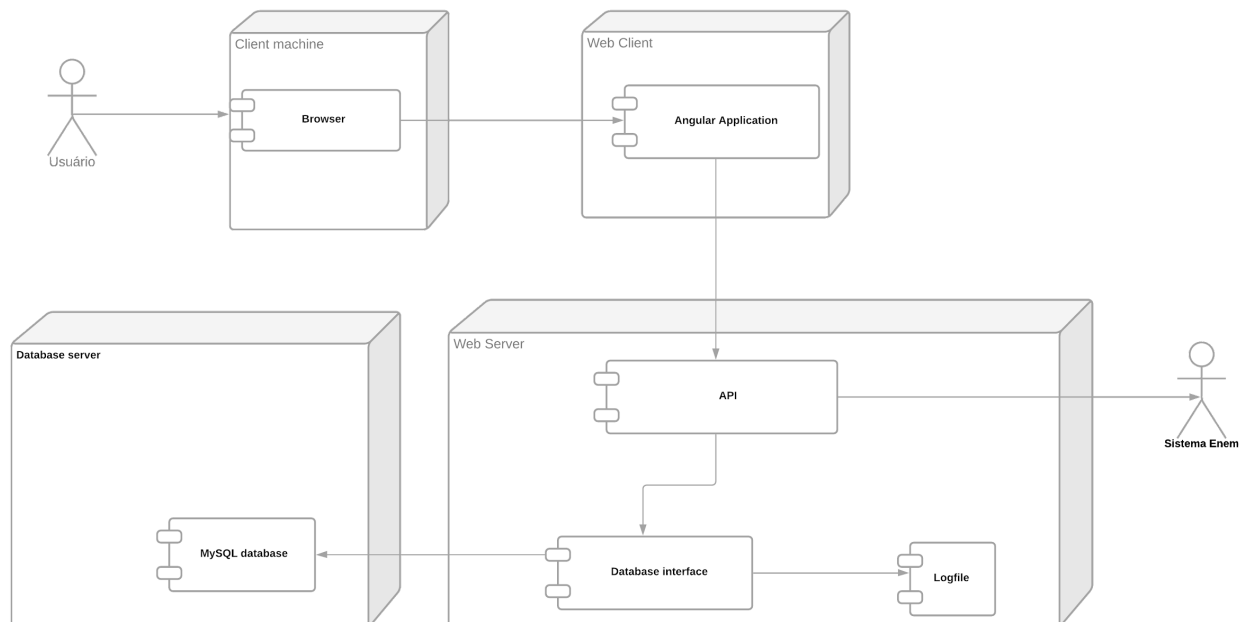 Client machine
Web Client
Browser
Angular Application
Usuário
Database server
Web Server
API
Sistema Enem
MySQL database
Database interface
Logfile